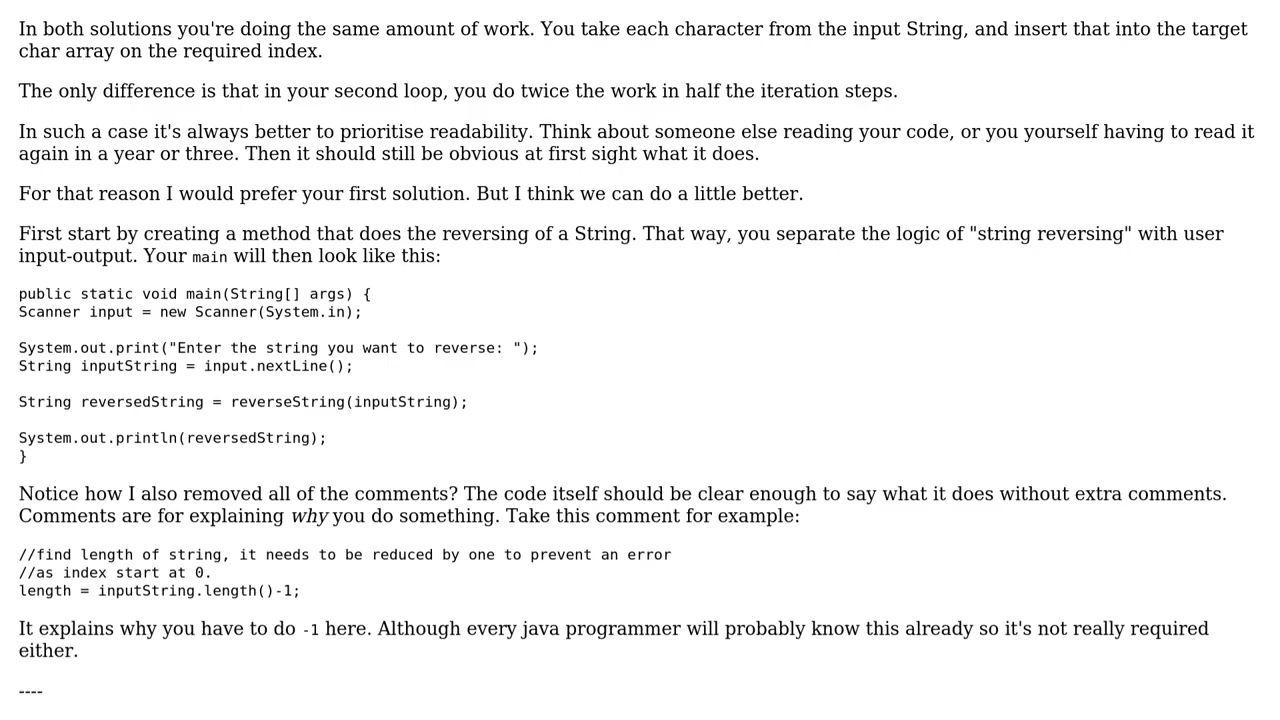 In both solutions you're doing the same amount of work. You take each character from the input String, and insert that into the target
char array on the required index.
The only difference is that in your second loop, you do twice the work in half the iteration steps.
In such a case it's always better to prioritise readability. Think about someone else reading your code, or you yourself having to read it
again in a year or three. Then it should still be obvious at first sight what it does.
For that reason I would prefer your first solution. But I think we can do a little better.
First start by creating a method that does the reversing of a String. That way, you separate the logic of "string reversing" with user
input-output. Your main will then look like this:
public static void main(String[] args) {
Scanner input = new Scanner(System.in);
System.out.print("Enter the string you want to reverse: ");
String inputString = input.nextLine();
String reversedString = reverseString(inputString);
System.out.println(reversedString);
}
Notice how I also removed all of the comments? The code itself should be clear enough to say what it does without extra comments.
Comments are for explaining why you do something. Take this comment for example:
//find length of string, it needs to be reduced by one to prevent an error
//as index start at 0.
length = inputString.length()-1;
It explains why you have to do -1 here. Although every java programmer will probably know this already so it's not really required
either.
----